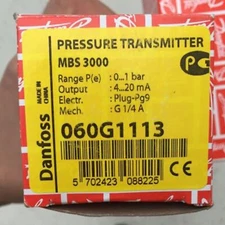 PRESSURE TRANSMITTER
MBS 3000
Range P(e) : 0...1 bar
Output : 4...20 mA
Electr. : Plug-Pg9
Mech. : G 1/4 A
060G1113
Danfoss
MADE IN
CHINA
5 702423 088225